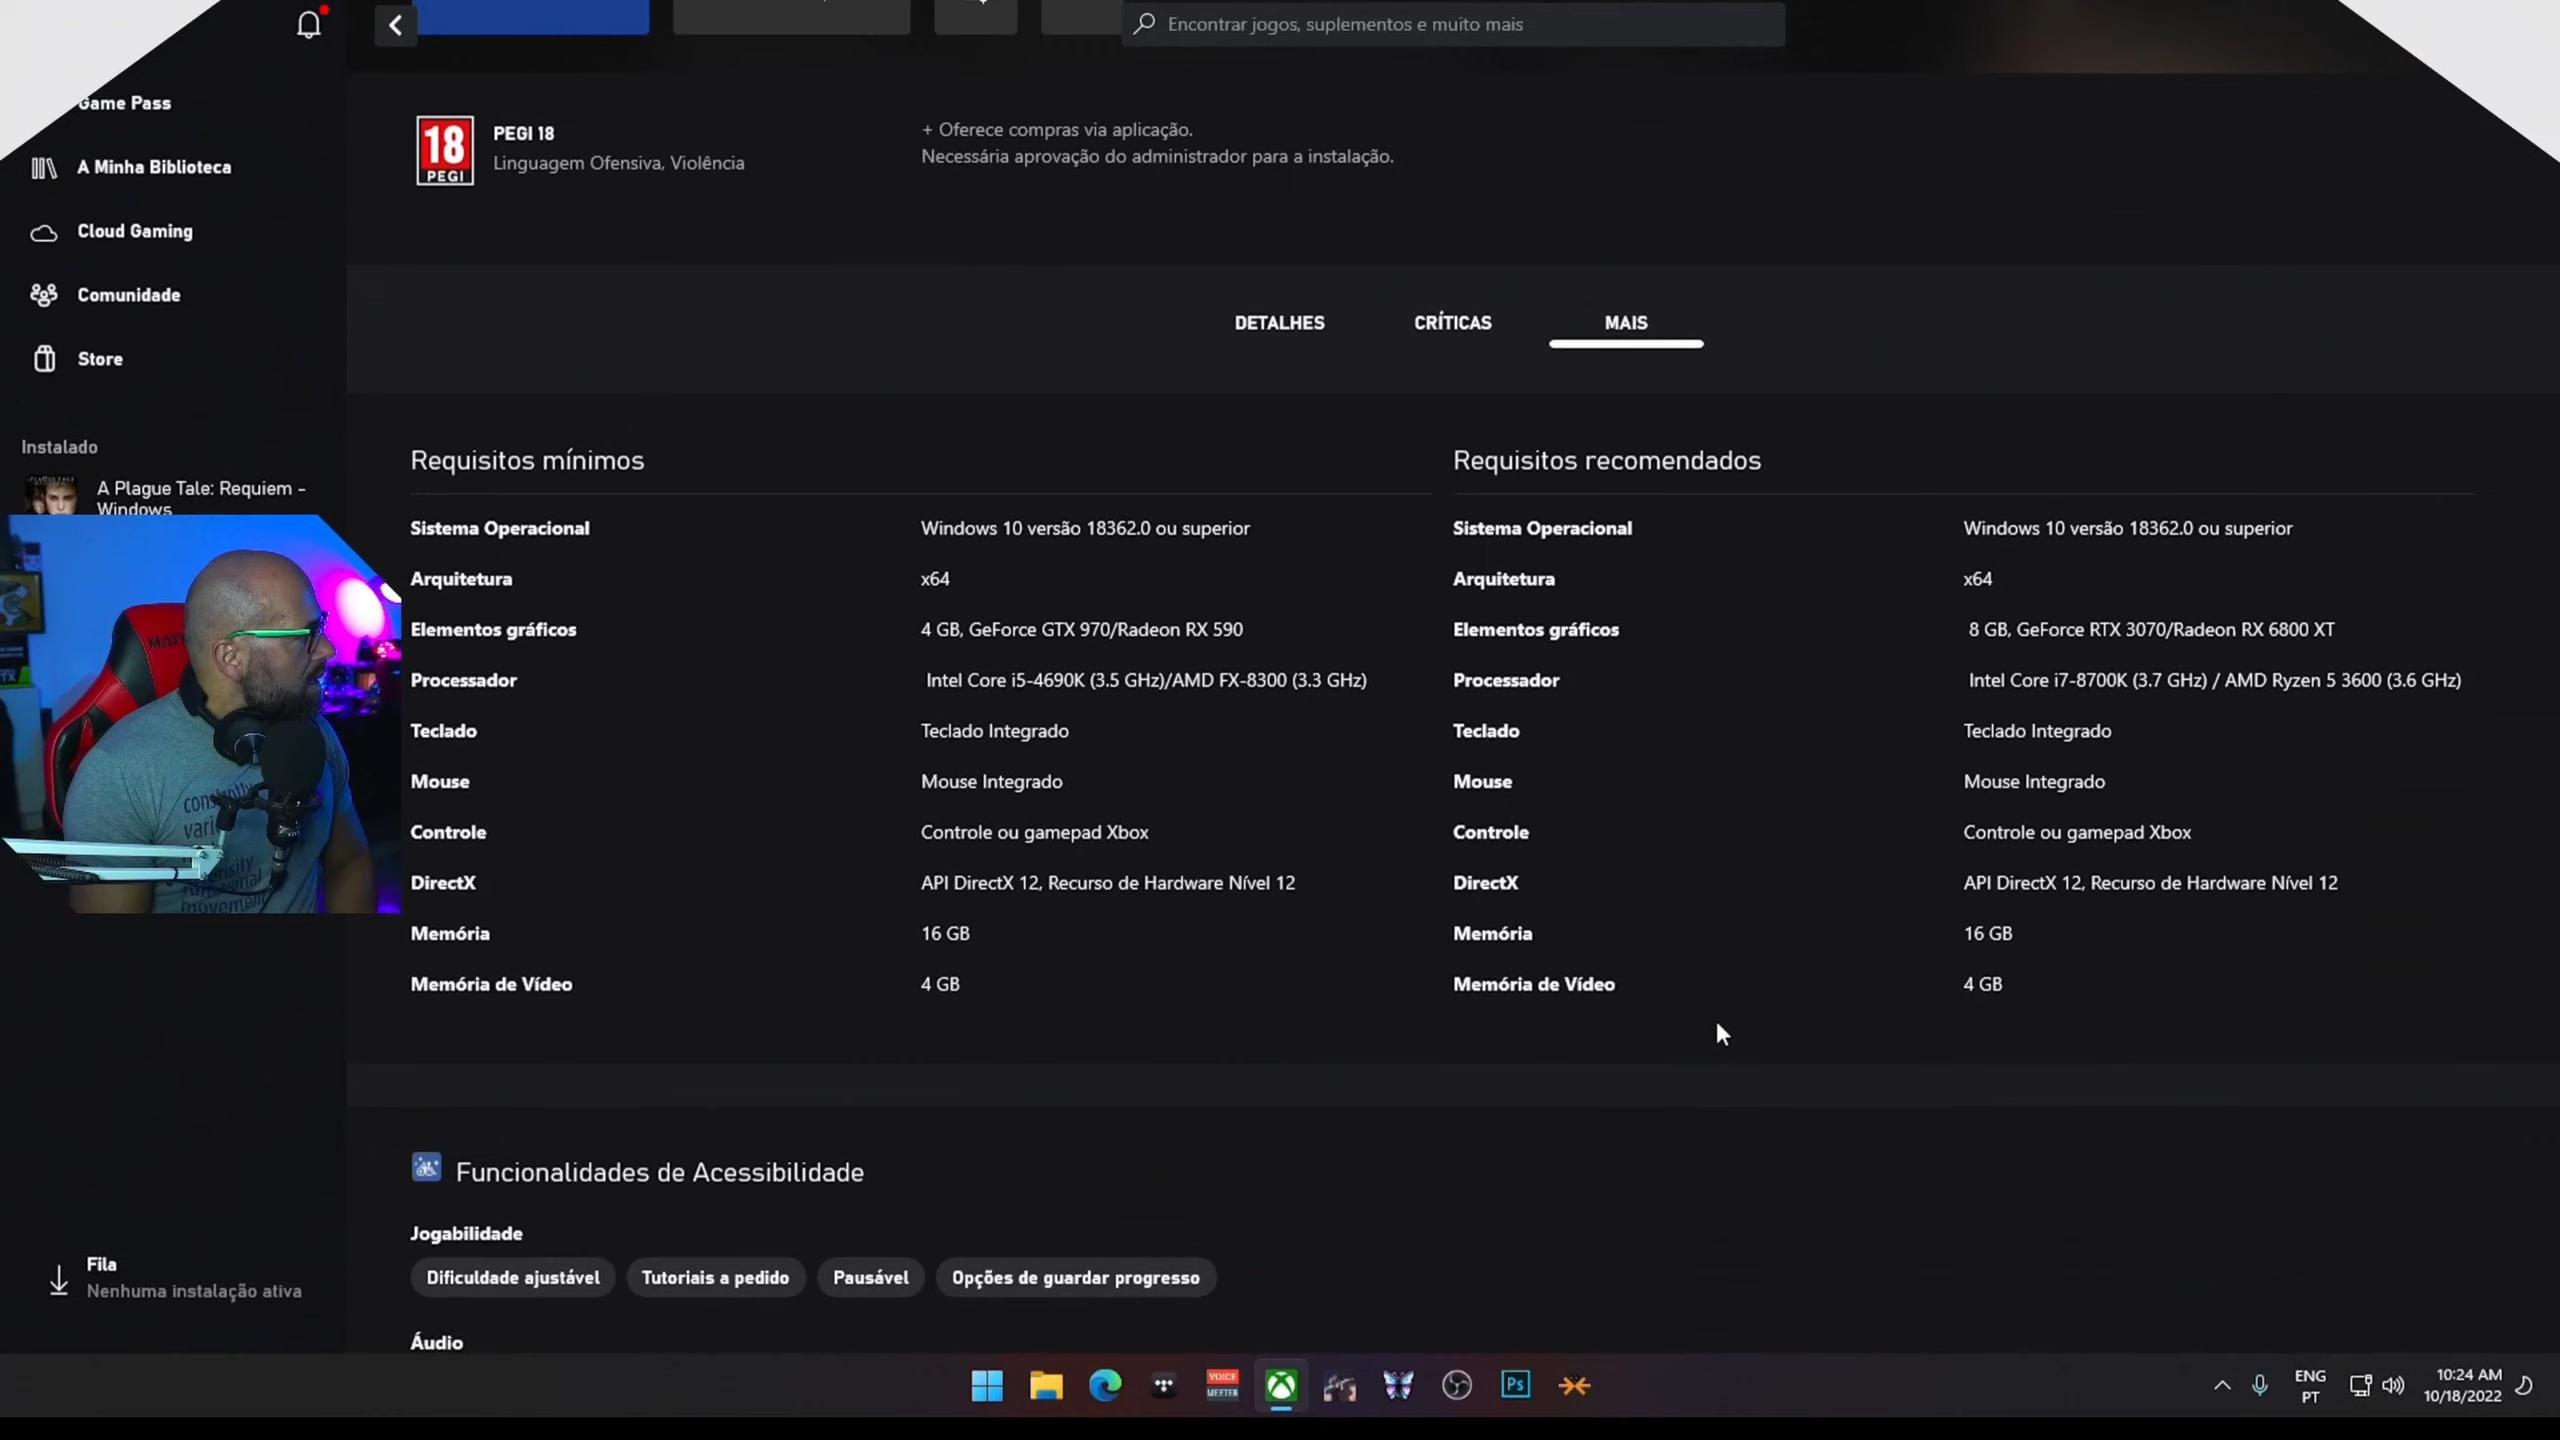 Encontrar jogos, suplementos e muito mais
Game Pass
A Minha Biblioteca
Cloud Gaming
Comunidade
Store
Instalado
A Plague Tale: Requiem -
Windows
Fila
Nenhuma instalação ativa
18
PEGI
PEGI 18
Linguagem Ofensiva, Violência
+ Oferece compras via aplicação.
Necessária aprovação do administrador para a instalação.
DETALHES CRÍTICAS MAIS
Requisitos mínimos
Sistema Operacional Windows 10 versão 18362.0 ou superior
Arquitetura x64
Elementos gráficos 4 GB, GeForce GTX 970/Radeon RX 590
Processador Intel Core i5-4690K (3.5 GHz)/AMD FX-8300 (3.3 GHz)
Teclado Teclado Integrado
Mouse Mouse Integrado
Controle Controle ou gamepad Xbox
DirectX API DirectX 12, Recurso de Hardware Nível 12
Memória 16 GB
Memória de Vídeo 4 GB
Requisitos recomendados
Sistema Operacional Windows 10 versão 18362.0 ou superior
Arquitetura x64
Elementos gráficos 8 GB, GeForce RTX 3070/Radeon RX 6800 XT
Processador Intel Core i7-8700K (3.7 GHz) / AMD Ryzen 5 3600 (3.6 GHz)
Teclado Teclado Integrado
Mouse Mouse Integrado
Controle Controle ou gamepad Xbox
DirectX API DirectX 12, Recurso de Hardware Nível 12
Memória 16 GB
Memória de Vídeo 4 GB
Funcionalidades de Acessibilidade
Jogabilidade
Dificuldade ajustável Tutoriais a pedido Pausável Opções de guardar progresso
Áudio
constantly
movement
VOICE
MEETER
Ps
ENG
PT
10:24 AM
10/18/2022